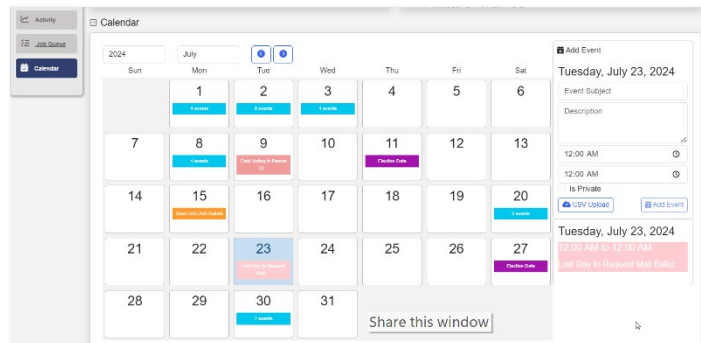 Activity
Job Queue
Calendar
Calendar
2024
July
Sun Mon Tue Wed Thu Fri Sat
1 2 3 4 5 6
4 events
4 events
7 8 9 10 11 12 13
4 events
Early Voting in Person
Election Date
14 15 16 17 18 19 20
3 events
21 22 23 24 25 26 27
Last Day to Request Mail
Election Date
28 29 30 31
7 events
Share this window
Add Event
Tuesday, July 23, 2024
Event Subject
Description
12:00 AM
12:00 AM
Is Private
CSV Upload
Add Event
Tuesday, July 23, 2024
12:00 AM to 12:00 AM
Last Day to Request Mail Ballot